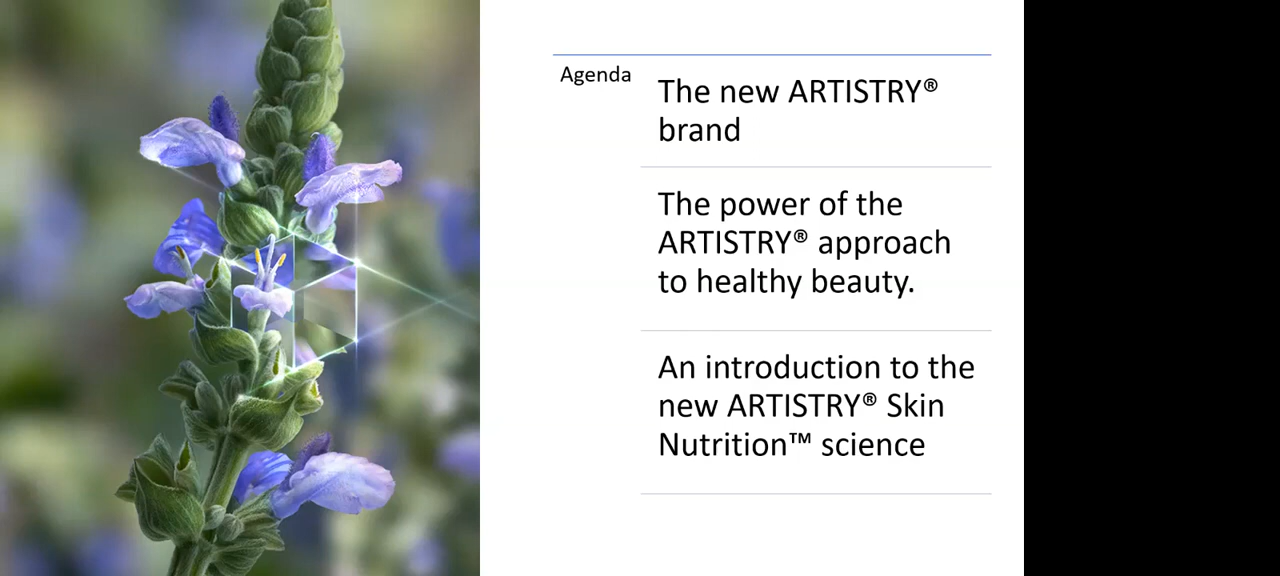 Agenda
The new ARTISTRY®
brand
The power of the
ARTISTRY® approach
to healthy beauty.
An introduction to the
new ARTISTRY® Skin
Nutrition™ science